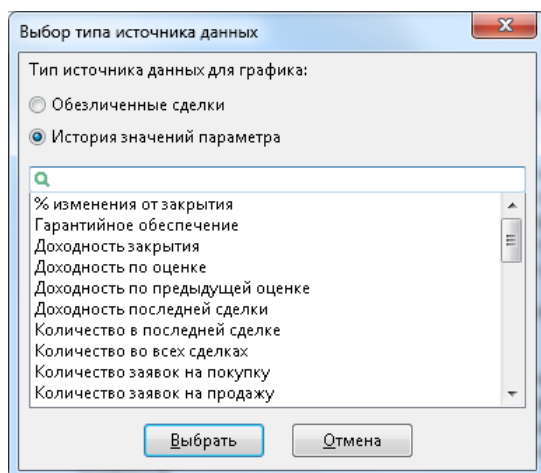 Выбор типа источника данных
Тип источника данных для графика:
Обезличенные сделки
История значений параметра
% изменения от закрытия
Гарантийное обеспечение
Доходность закрытия
Доходность по оценке
Доходность по предыдущей оценке
Доходность последней сделки
Количество в последней сделке
Количество во всех сделках
Количество заявок на покупку
Количество заявок на продажу
Выбрать Отмена